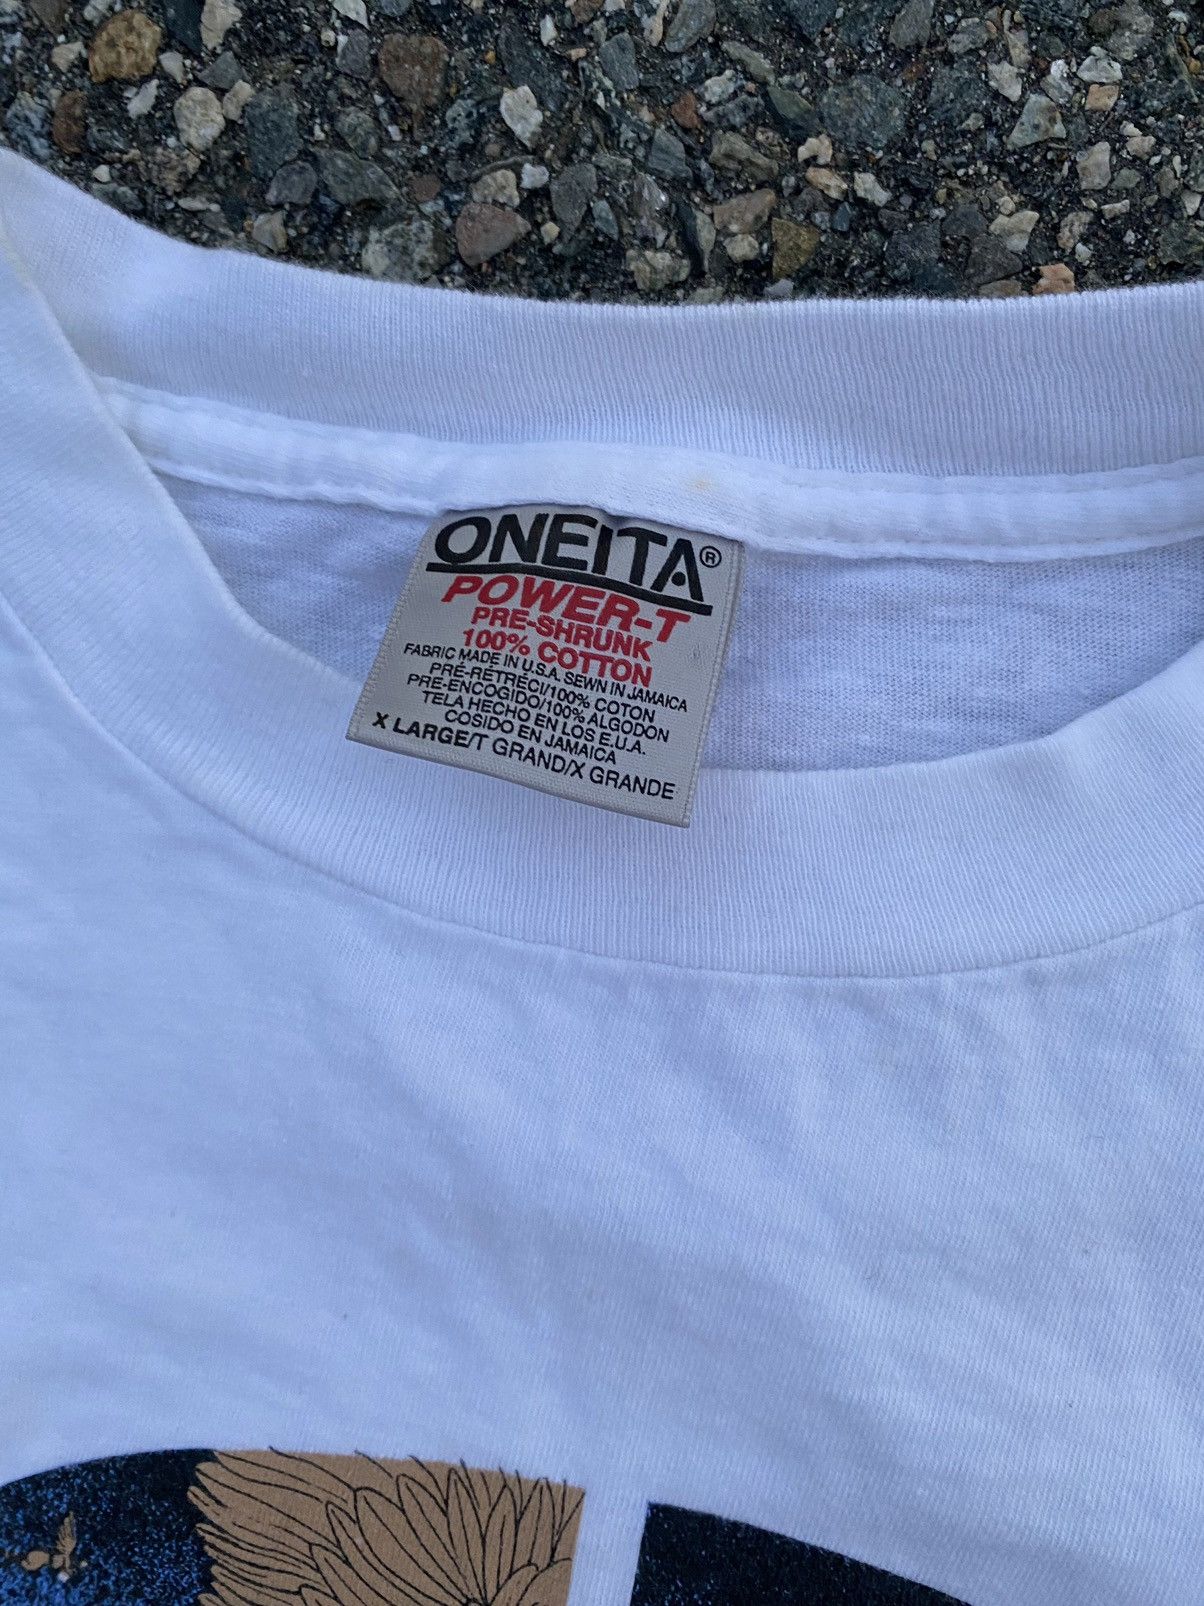 ONEITA®
POWER-T
PRE-SHRUNK
100% COTTON
FABRIC MADE IN U.S.A. SEWN IN JAMAICA
PRÉ-RÉTRÉCI/100% COTON
PRE-ENCOGIDO/100% ALGODON
TELA HECHO EN LOS E.U.A.
COSIDO EN JAMAICA
X LARGE/T GRAND/X GRANDE